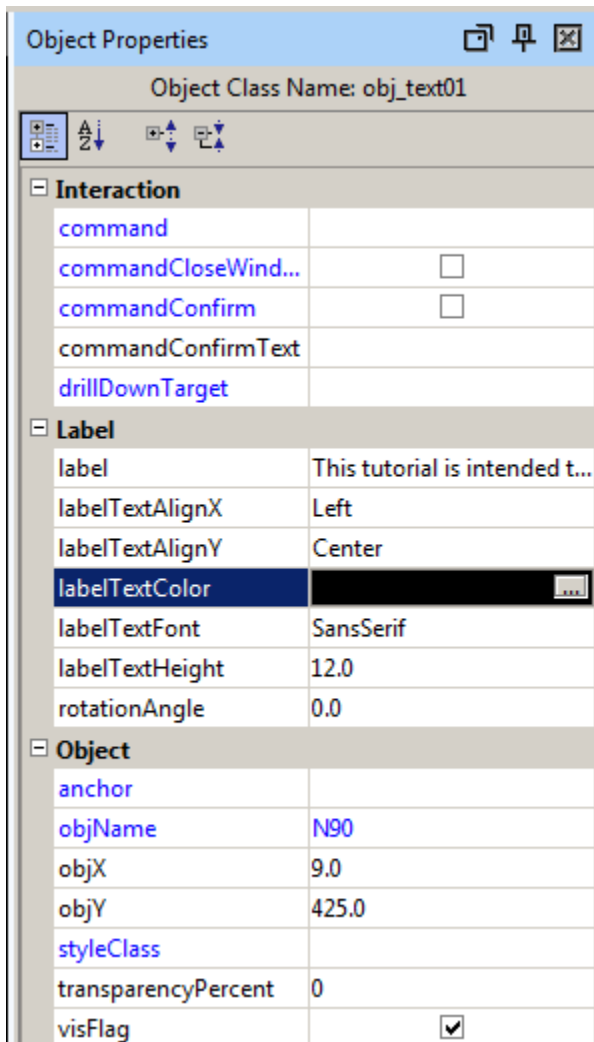 Object Properties
Object Class Name: obj_text01
Interaction
command
commandCloseWind...
commandConfirm
commandConfirmText
drillDownTarget
Label
label This tutorial is intended t...
labelTextAlignX Left
labelTextAlignY Center
labelTextColor ...
labelTextFont SansSerif
labelTextHeight 12.0
rotationAngle 0.0
Object
anchor
objName N90
objX 9.0
objY 425.0
styleClass
transparencyPercent 0
visFlag